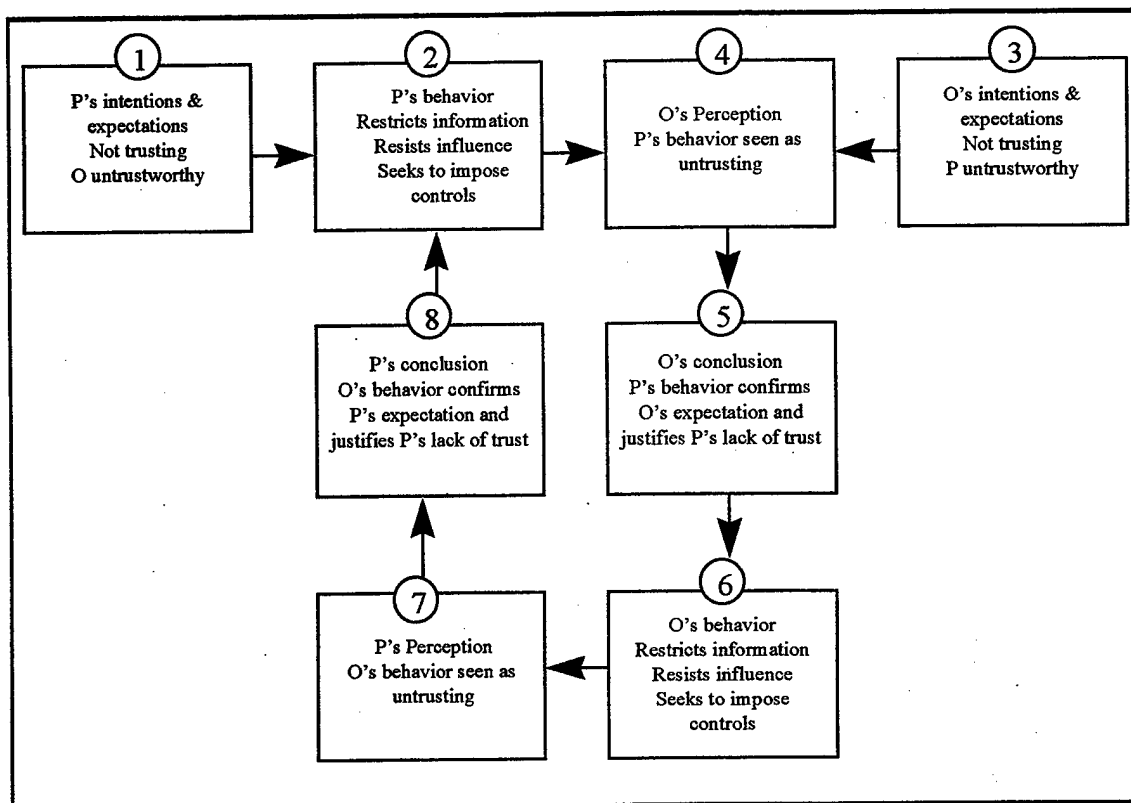 1
P's intentions &
expectations
Not trusting
O untrustworthy
2
P's behavior
Restricts information
Resists influence
Seeks to impose
controls
4
O's Perception
P's behavior seen as
untrusting
3
O's intentions &
expectations
Not trusting
P untrustworthy
8
P's conclusion
O's behavior confirms
P's expectation and
justifies P's lack of trust
5
O's conclusion
P's behavior confirms
O's expectation and
justifies P's lack of trust
7
P's Perception
O's behavior seen as
untrusting
6
O's behavior
Restricts information
Resists influence
Seeks to impose
controls